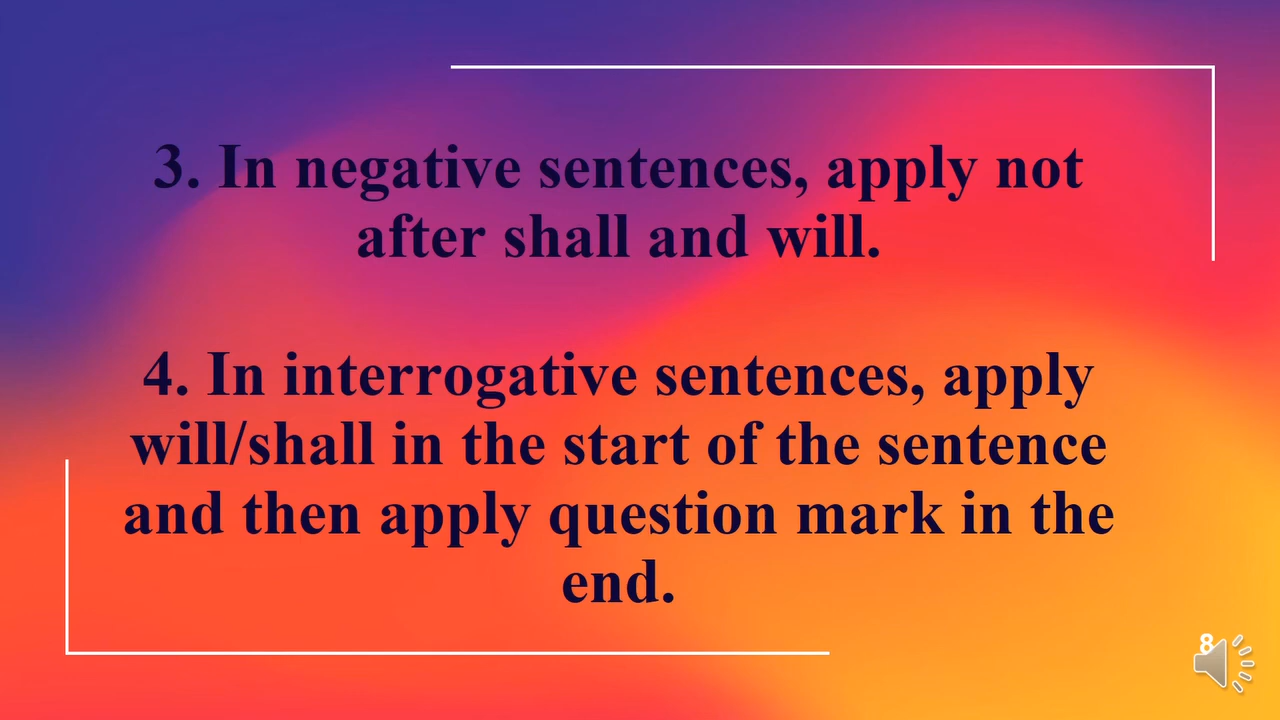 3. In negative sentences, apply not
after shall and will.
4. In interrogative sentences, apply
will/shall in the start of the sentence
and then apply question mark in the
end.
8